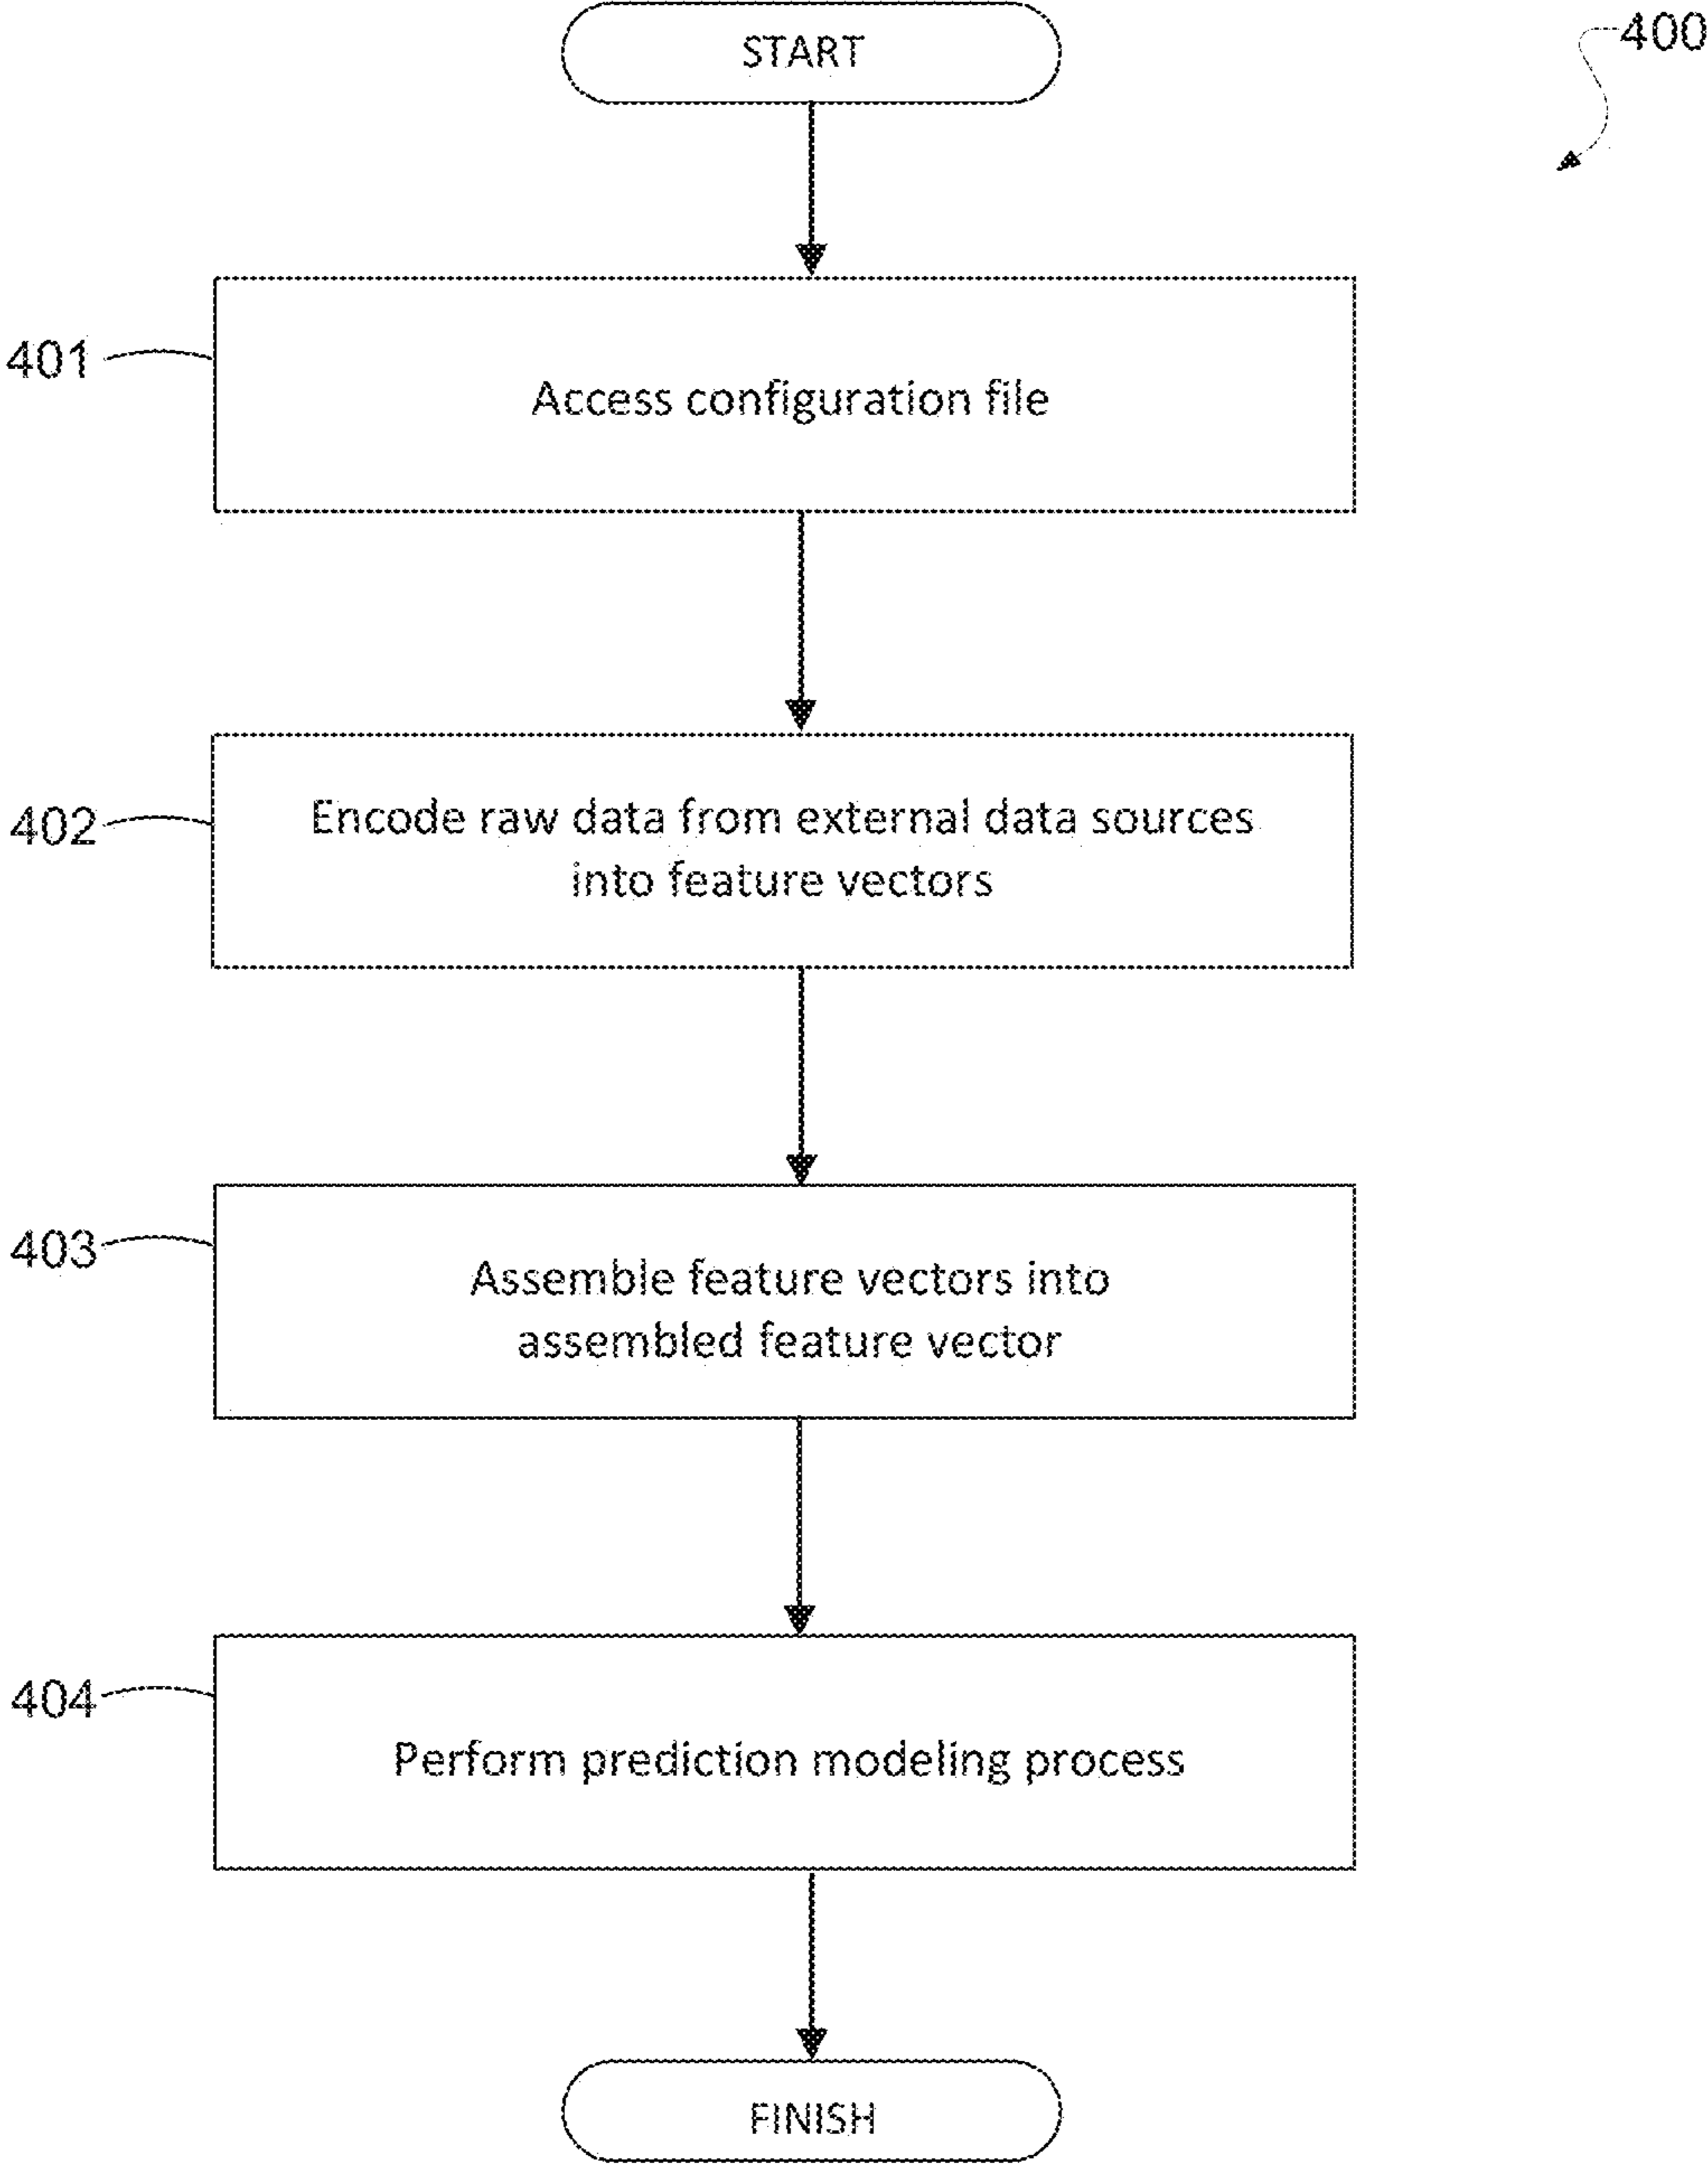 START
400
401
Access configuration file
402
Encode raw data from external data sources
into feature vectors
403
Assemble feature vectors into
assembled feature vector
404
Perform prediction modeling process
FINISH